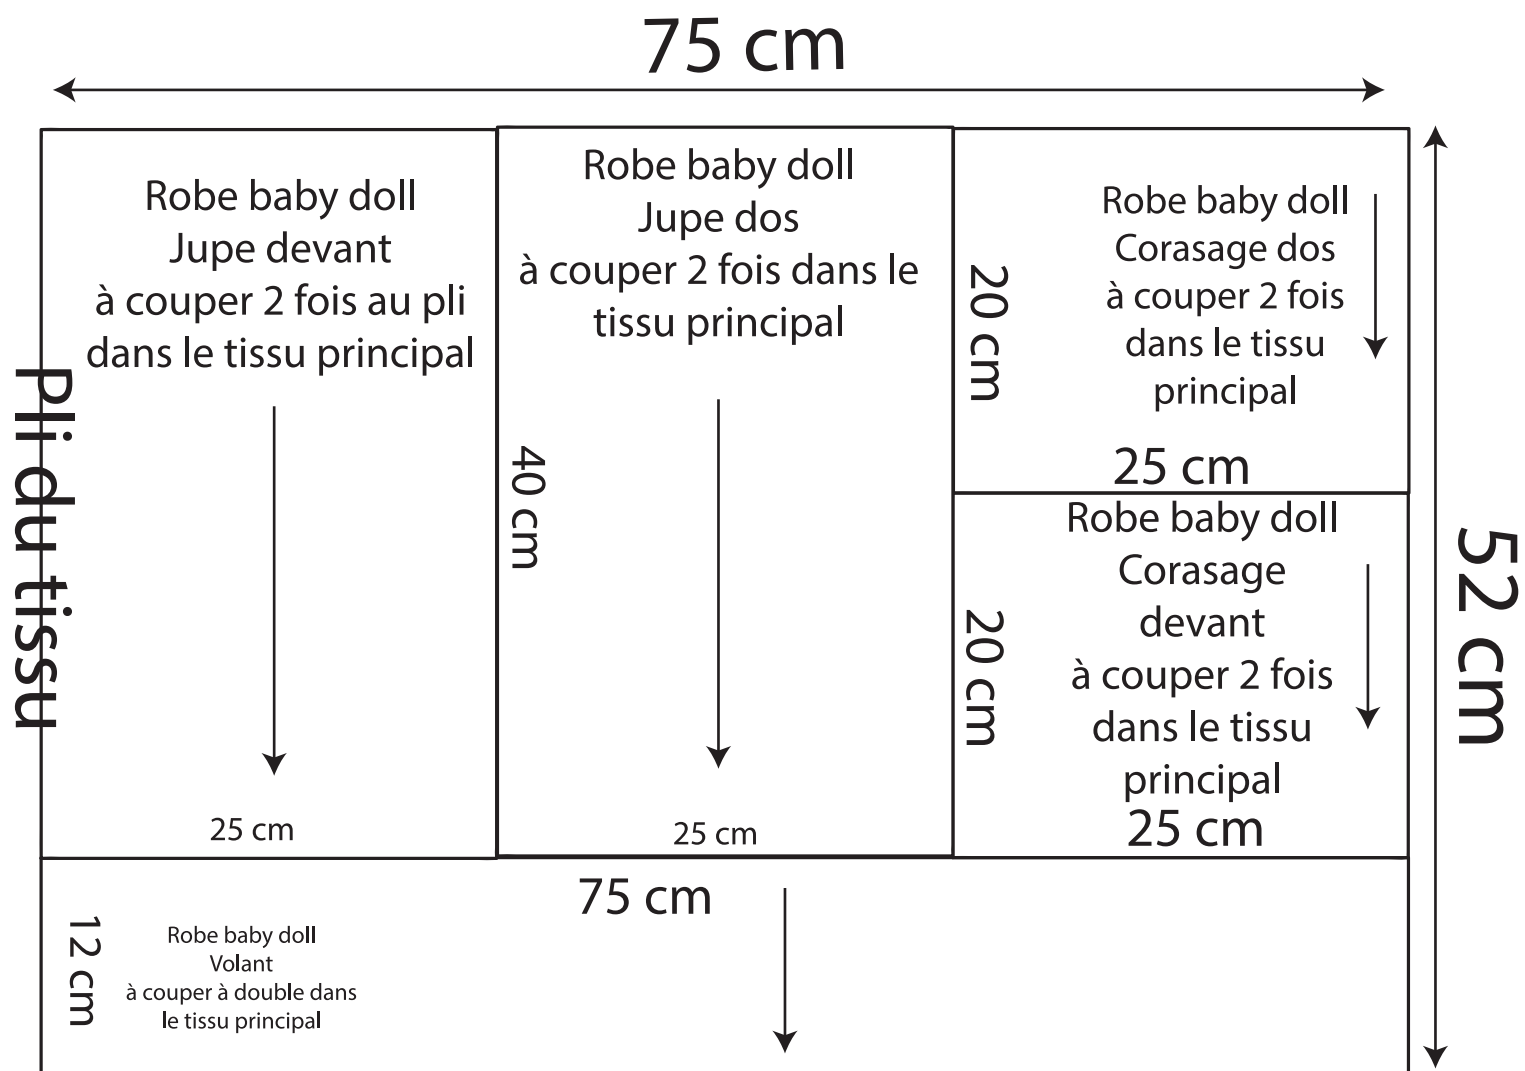 75 cm
Robe baby doll
Jupe devant
à couper 2 fois au pli
dans le tissu principal
25 cm
Pli du tissu
Robe baby doll
Jupe dos
à couper 2 fois dans le
tissu principal
40 cm
25 cm
Robe baby doll
Corasage dos
à couper 2 fois
dans le tissu
principal
20 cm
25 cm
Robe baby doll
Corasage
devant
à couper 2 fois
dans le tissu
principal
20 cm
25 cm
52 cm
75 cm
12 cm
Robe baby doll
Volant
à couper à double dans
le tissu principal